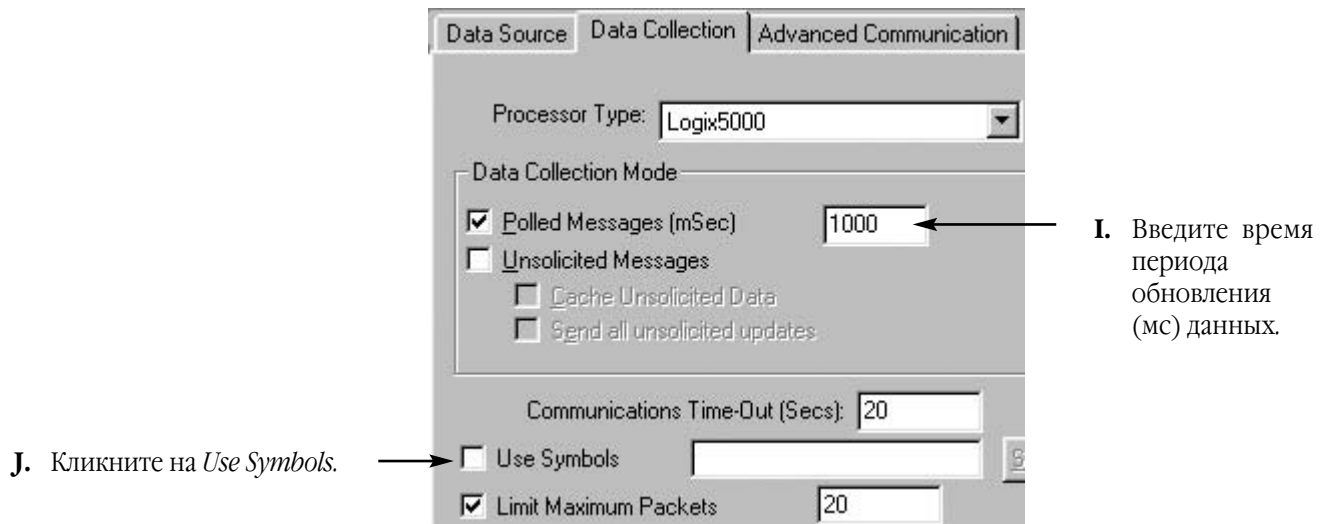 Data Source Data Collection Advanced Communication
Processor Type: Logix5000
Data Collection Mode
Polled Messages (mSec) 1000
Unsolicited Messages
Cache Unsolicited Data
Send all unsolicited updates
I. Введите время
периода
обновления
(мс) данных.
Communications Time-Out (Secs): 20
J. Кликните на Use Symbols.
Use Symbols
Limit Maximum Packets 20